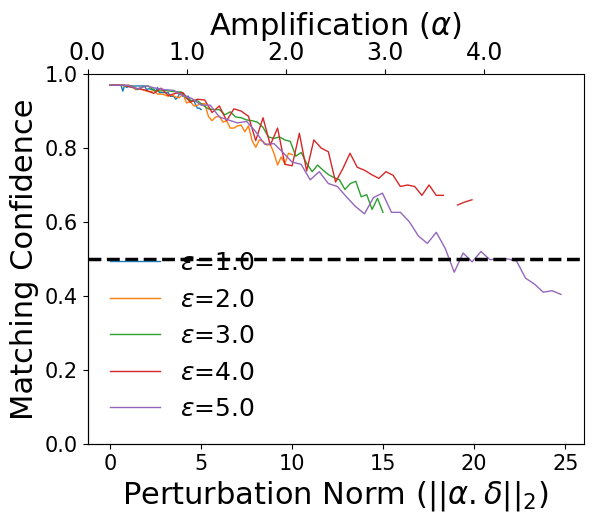 Amplification (α)
0.0 1.0 2.0 3.0 4.0
Matching Confidence
1.0
0.8
0.6
0.4
0.2
0.0
ε=1.0
ε=2.0
ε=3.0
ε=4.0
ε=5.0
0 5 10 15 20 25
Perturbation Norm (||α.δ||₂)